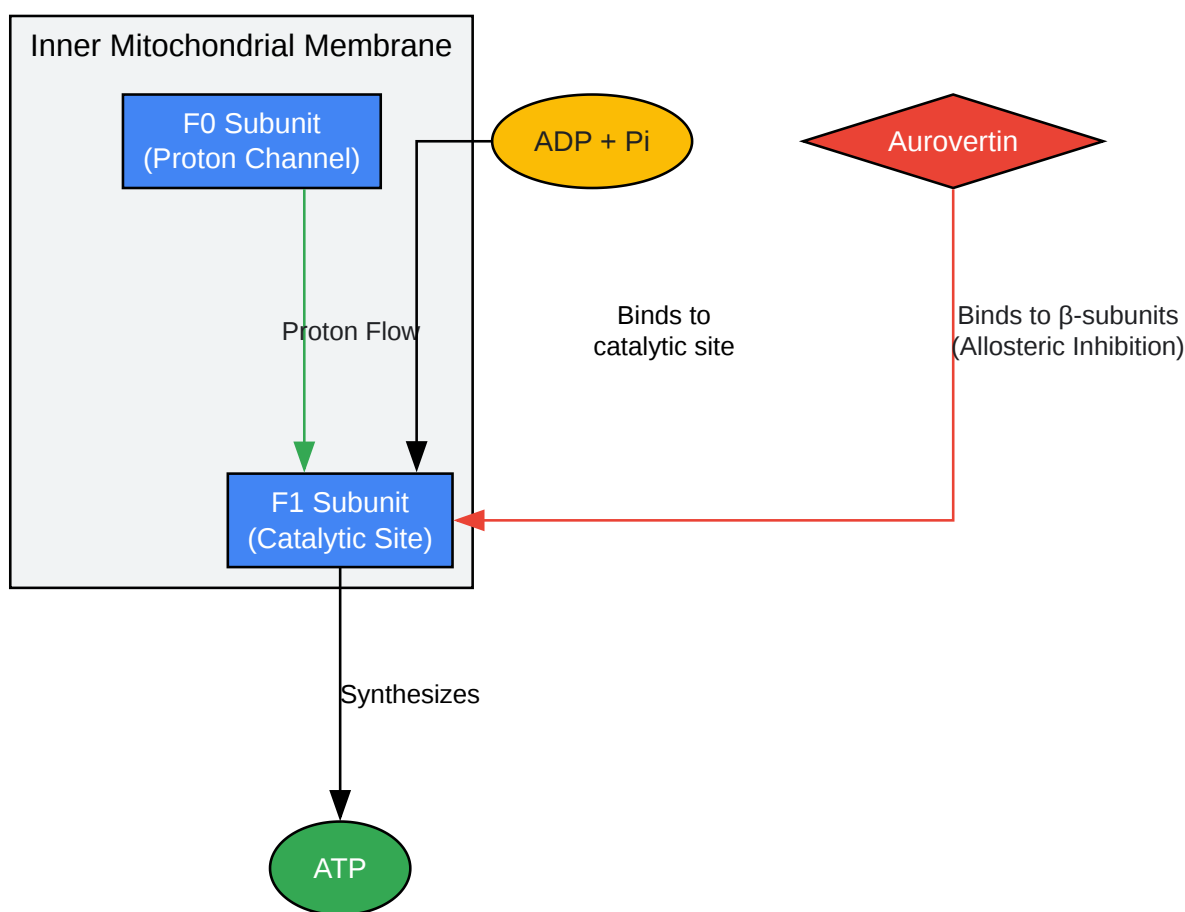 Inner Mitochondrial Membrane
F0 Subunit
(Proton Channel)
ADP + Pi
Aurovertin
Proton Flow
Binds to
catalytic site
Binds to β-subunits
(Allosteric Inhibition)
F1 Subunit
(Catalytic Site)
Synthesizes
ATP